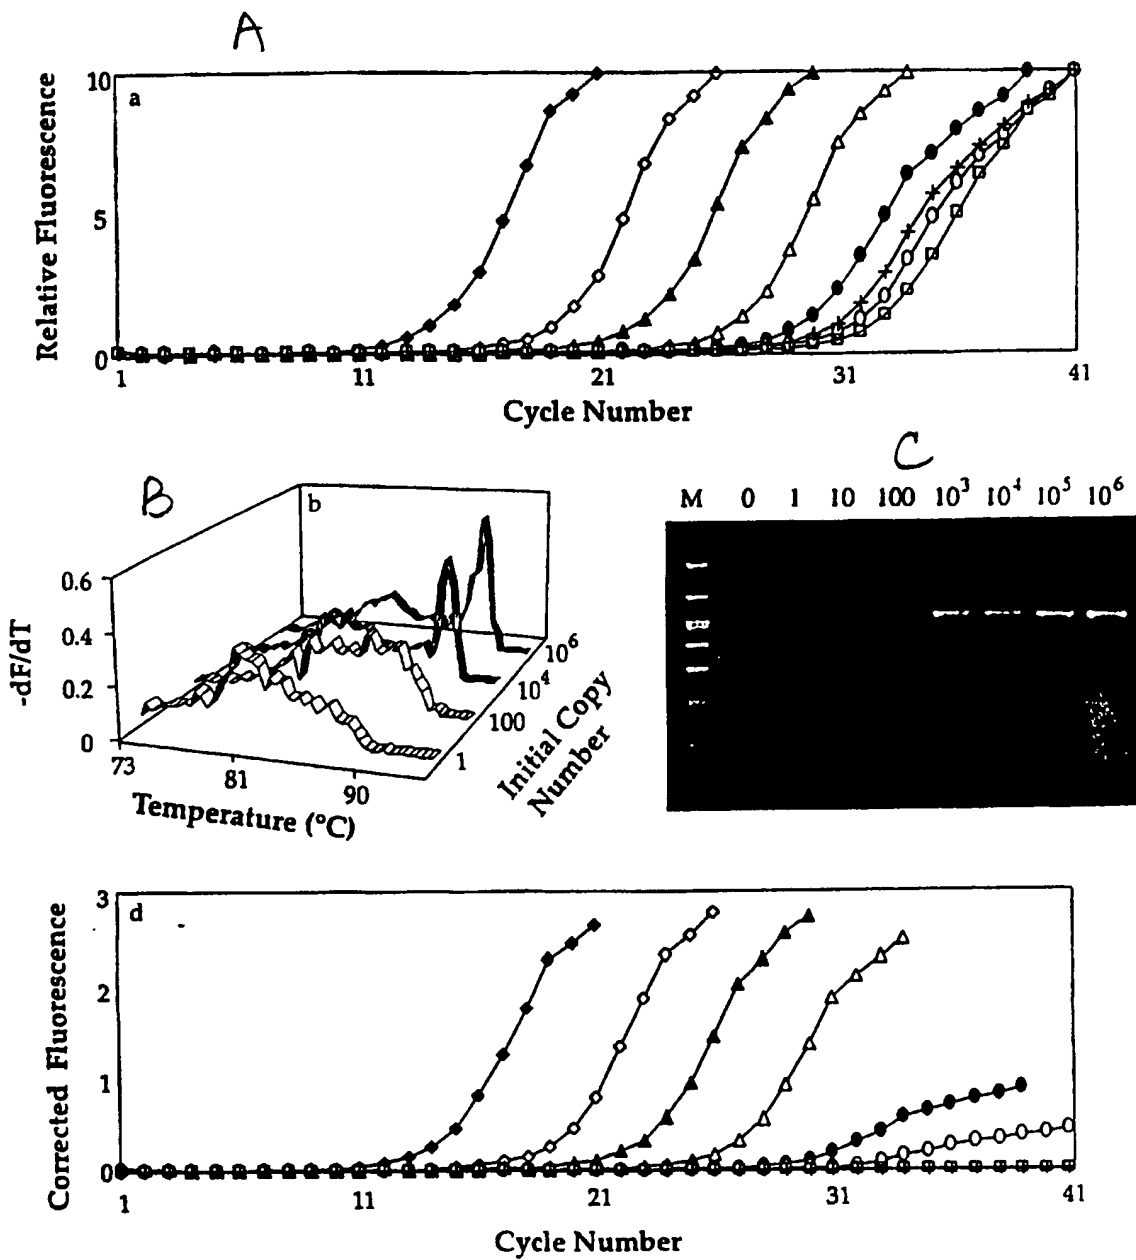 A
Relative Fluorescence
10
5
0
a
1 11 21 31 41
Cycle Number
B
b
-dF/dT
0.6
0.4
0.2
0
73 81 90
Temperature (°C)
1 100 10⁴ 10⁶
Initial Copy
Number
C
M 0 1 10 100 10³ 10⁴ 10⁵ 10⁶
Corrected Fluorescence
3
2
1
0
d
1 11 21 31 41
Cycle Number